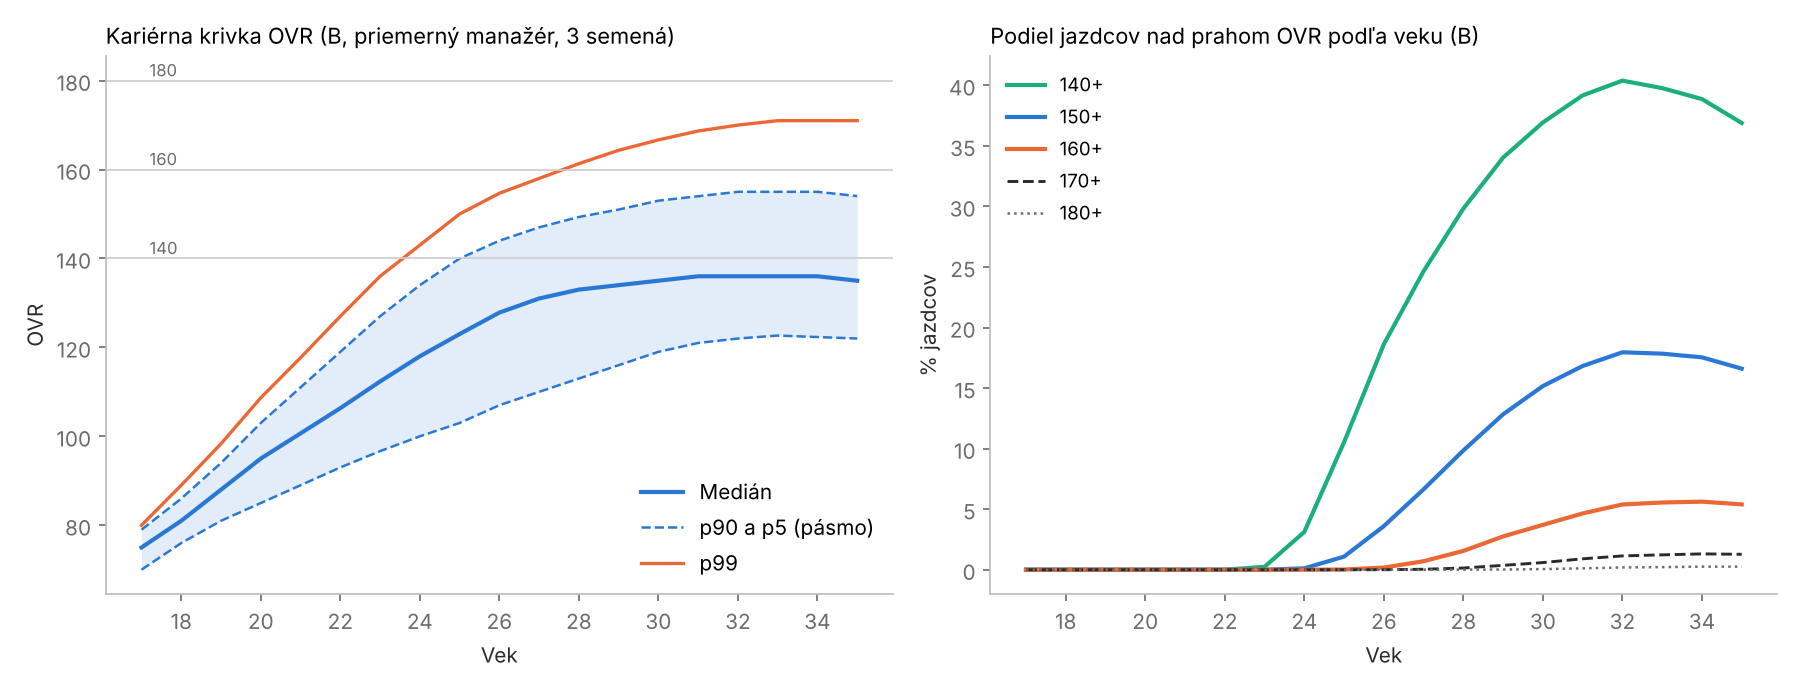 Kariérna krivka OVR (B, priemerný manažér, 3 semená)
180
160
140
180
160
140
120
100
80
OVR
Medián
p90 a p5 (pásmo)
p99
18 20 22 24 26 28 30 32 34
Vek
Podiel jazdcov nad prahom OVR podľa veku (B)
140+
150+
160+
170+
180+
40
35
30
25
20
15
10
5
0
% jazdcov
18 20 22 24 26 28 30 32 34
Vek